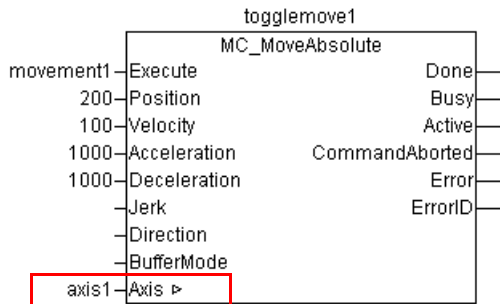 togglemove1
MC_MoveAbsolute
movement1 Execute Done
200 Position Busy
100 Velocity Active
1000 Acceleration CommandAborted
1000 Deceleration Error
Jerk ErrorID
Direction
BufferMode
axis1 Axis ▷